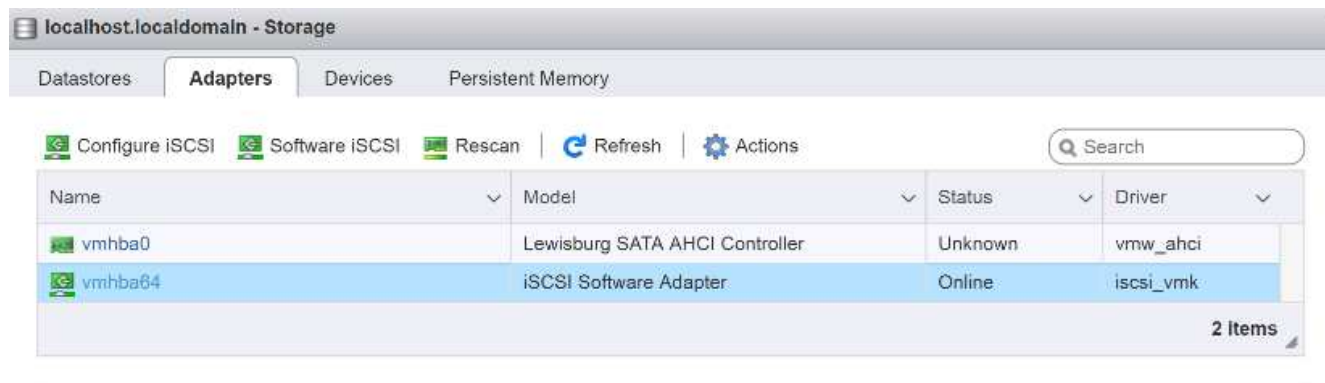 localhost.localdomain - Storage
Datastores Adapters Devices Persistent Memory
Configure iSCSI Software iSCSI Rescan Refresh Actions Search
Name Model Status Driver
vmhba0 Lewisburg SATA AHCI Controller Unknown vmw_ahci
vmhba64 iSCSI Software Adapter Online iscsi_vmk
2 items